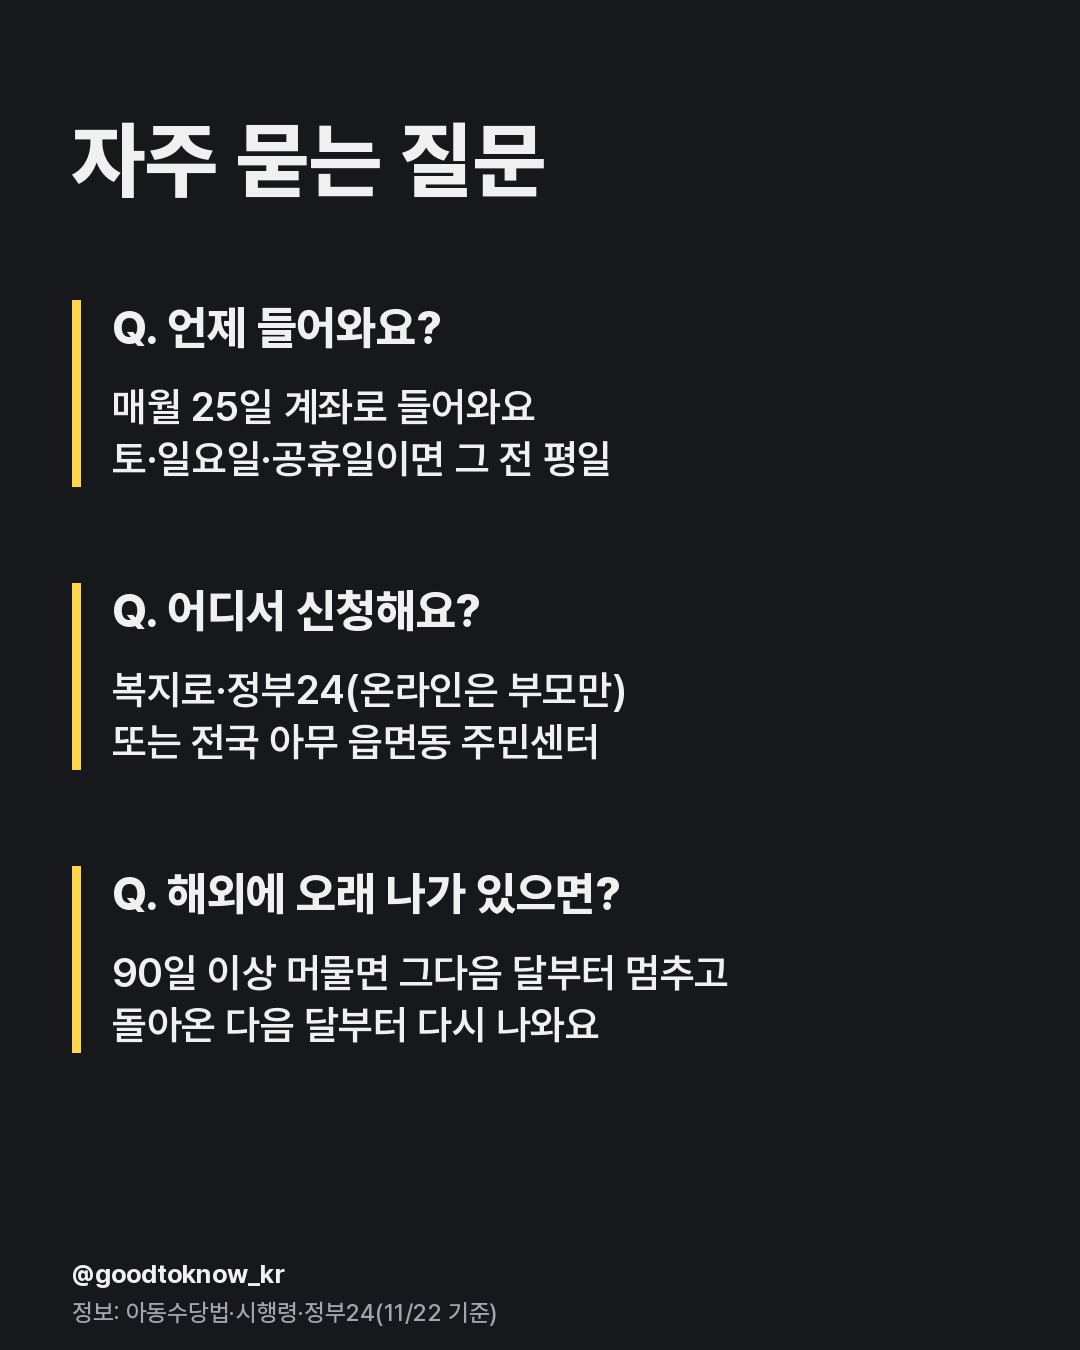 자주 묻는 질문
Q. 언제 들어와요?
매월 25일 계좌로 들어와요
토·일요일·공휴일이면 그 전 평일
Q. 어디서 신청해요?
복지로·정부24(온라인은 부모만)
또는 전국 아무 읍면동 주민센터
Q. 해외에 오래 나가 있으면?
90일 이상 머물면 그다음 달부터 멈추고
돌아온 다음 달부터 다시 나와요
@goodtoknow_kr
정보: 아동수당법·시행령·정부24(11/22 기준)